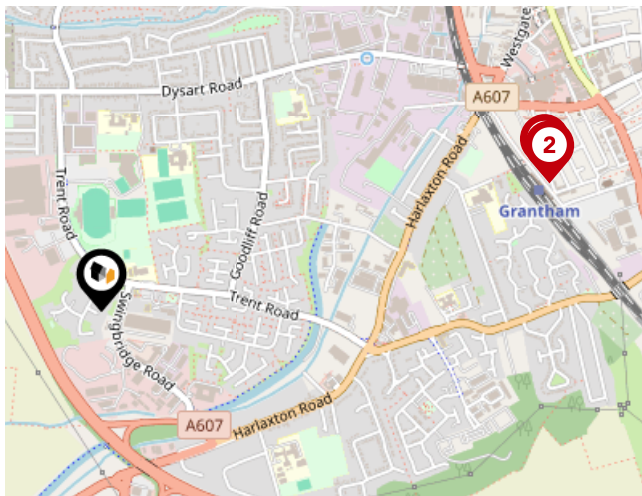 Westgate
Dysart Road
A607
2
Harlaxton Road
Trent Road
Grantham
Goodliff Road
Trent Road
Swingbridge Road
A607
Harlaxton Road